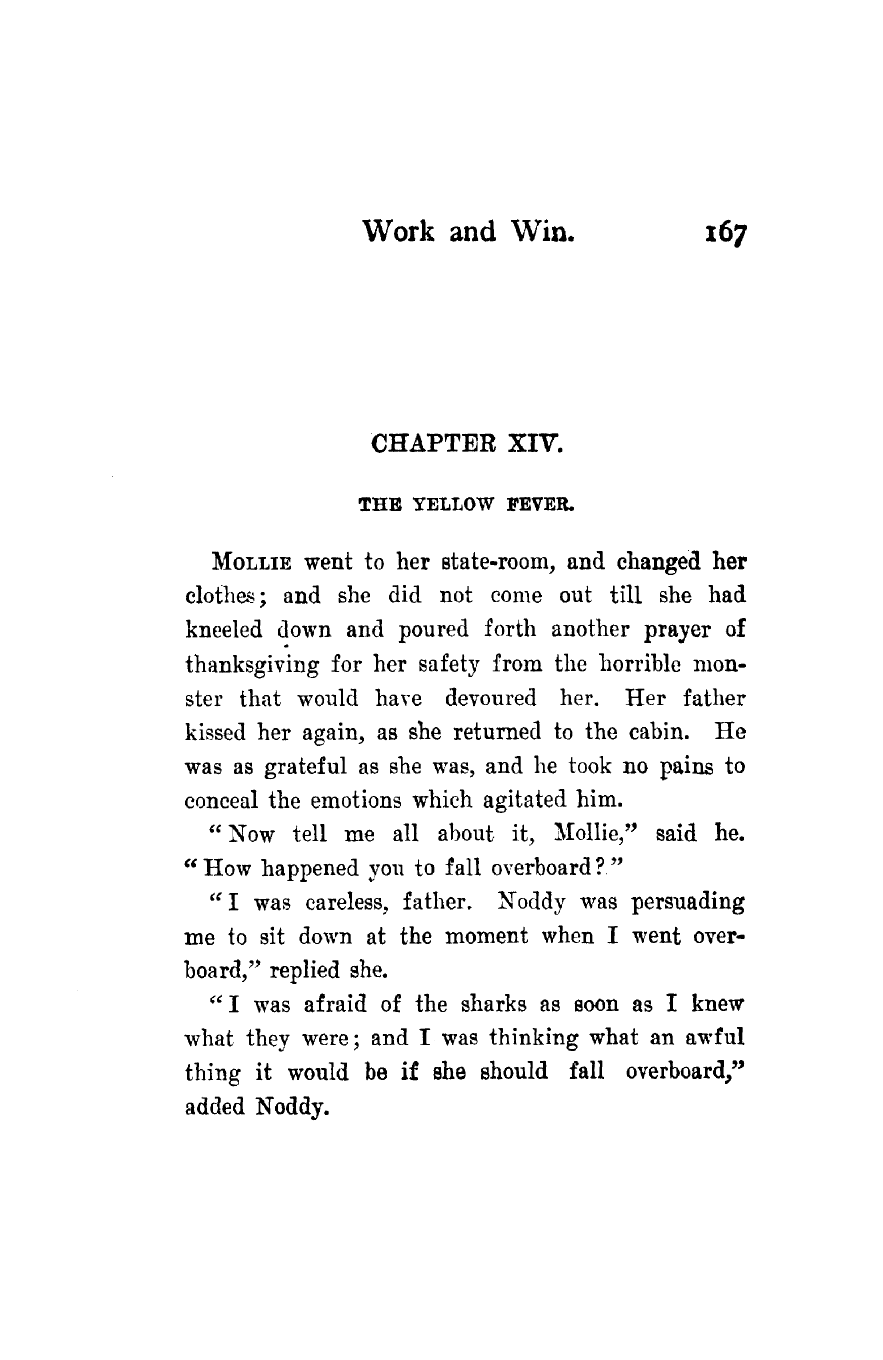 Work and Win. 167
CHAPTER XIV.
THE YELLOW FEVER.
MOLLIE went to her state-room, and changed her
clothes; and she did not come out till she had
kneeled down and poured forth another prayer of
thanksgiving for her safety from the horrible mon-
ster that would have devoured her. Her father
kissed her again, as she returned to the cabin. He
was as grateful as she was, and he took no pains to
conceal the emotions which agitated him.
“Now tell me all about it, Mollie,” said he.
“How happened you to fall overboard?”
“I was careless, father. Noddy was persuading
me to sit down at the moment when I went over-
board,” replied she.
“I was afraid of the sharks as soon as I knew
what they were; and I was thinking what an awful
thing it would be if she should fall overboard,”
added Noddy.